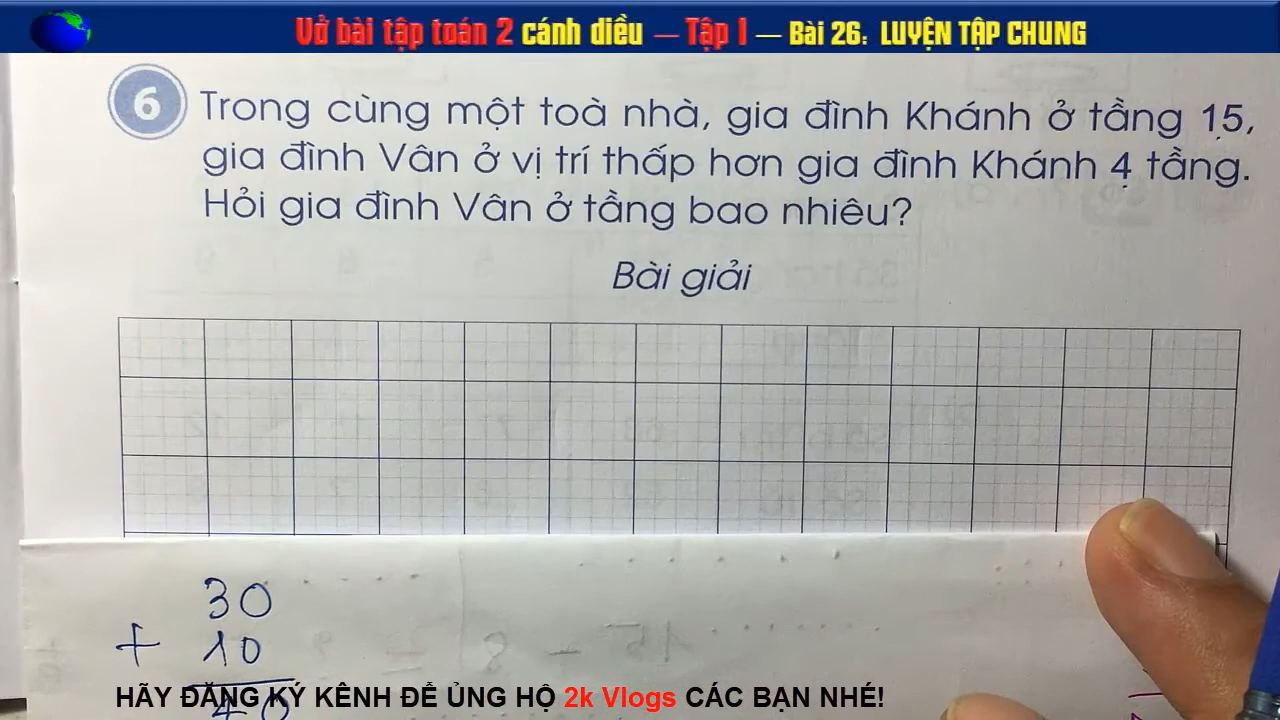 Vở bài tập toán 2 cánh diều – Tập 1 – Bài 26: LUYỆN TẬP CHUNG
6 Trong cùng một toà nhà, gia đình Khánh ở tầng 15,
gia đình Vân ở vị trí thấp hơn gia đình Khánh 4 tầng.
Hỏi gia đình Vân ở tầng bao nhiêu?
Bài giải
30
+ 10
40
HÃY ĐĂNG KÝ KÊNH ĐỂ ỦNG HỘ 2k Vlogs CÁC BẠN NHÉ!